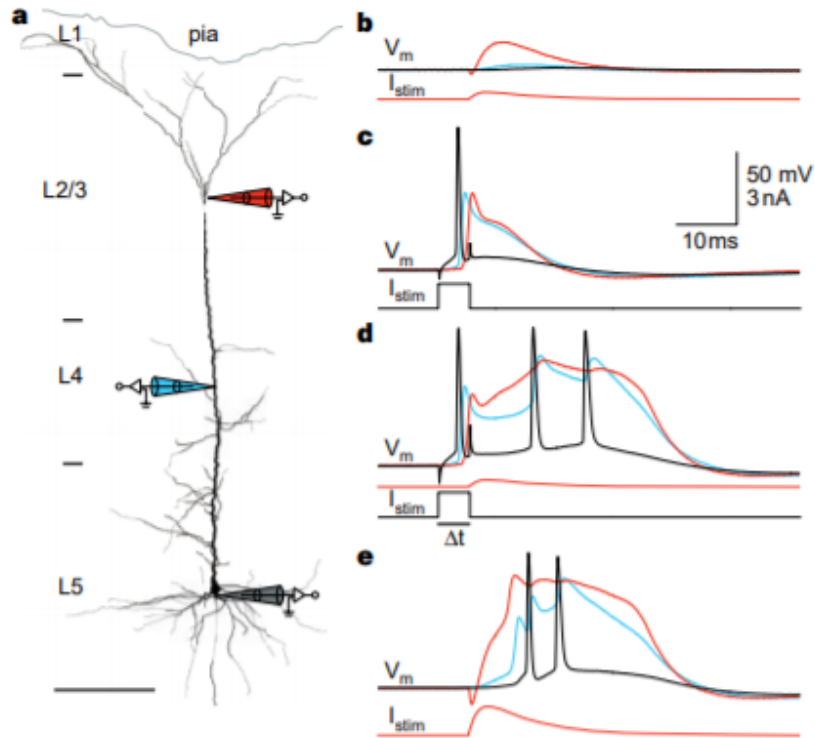 a
L1
pia
L2/3
L4
L5
b
Vm
Istim
c
50 mV
3 nA
10 ms
Vm
Istim
d
Vm
Istim
Δt
e
Vm
Istim